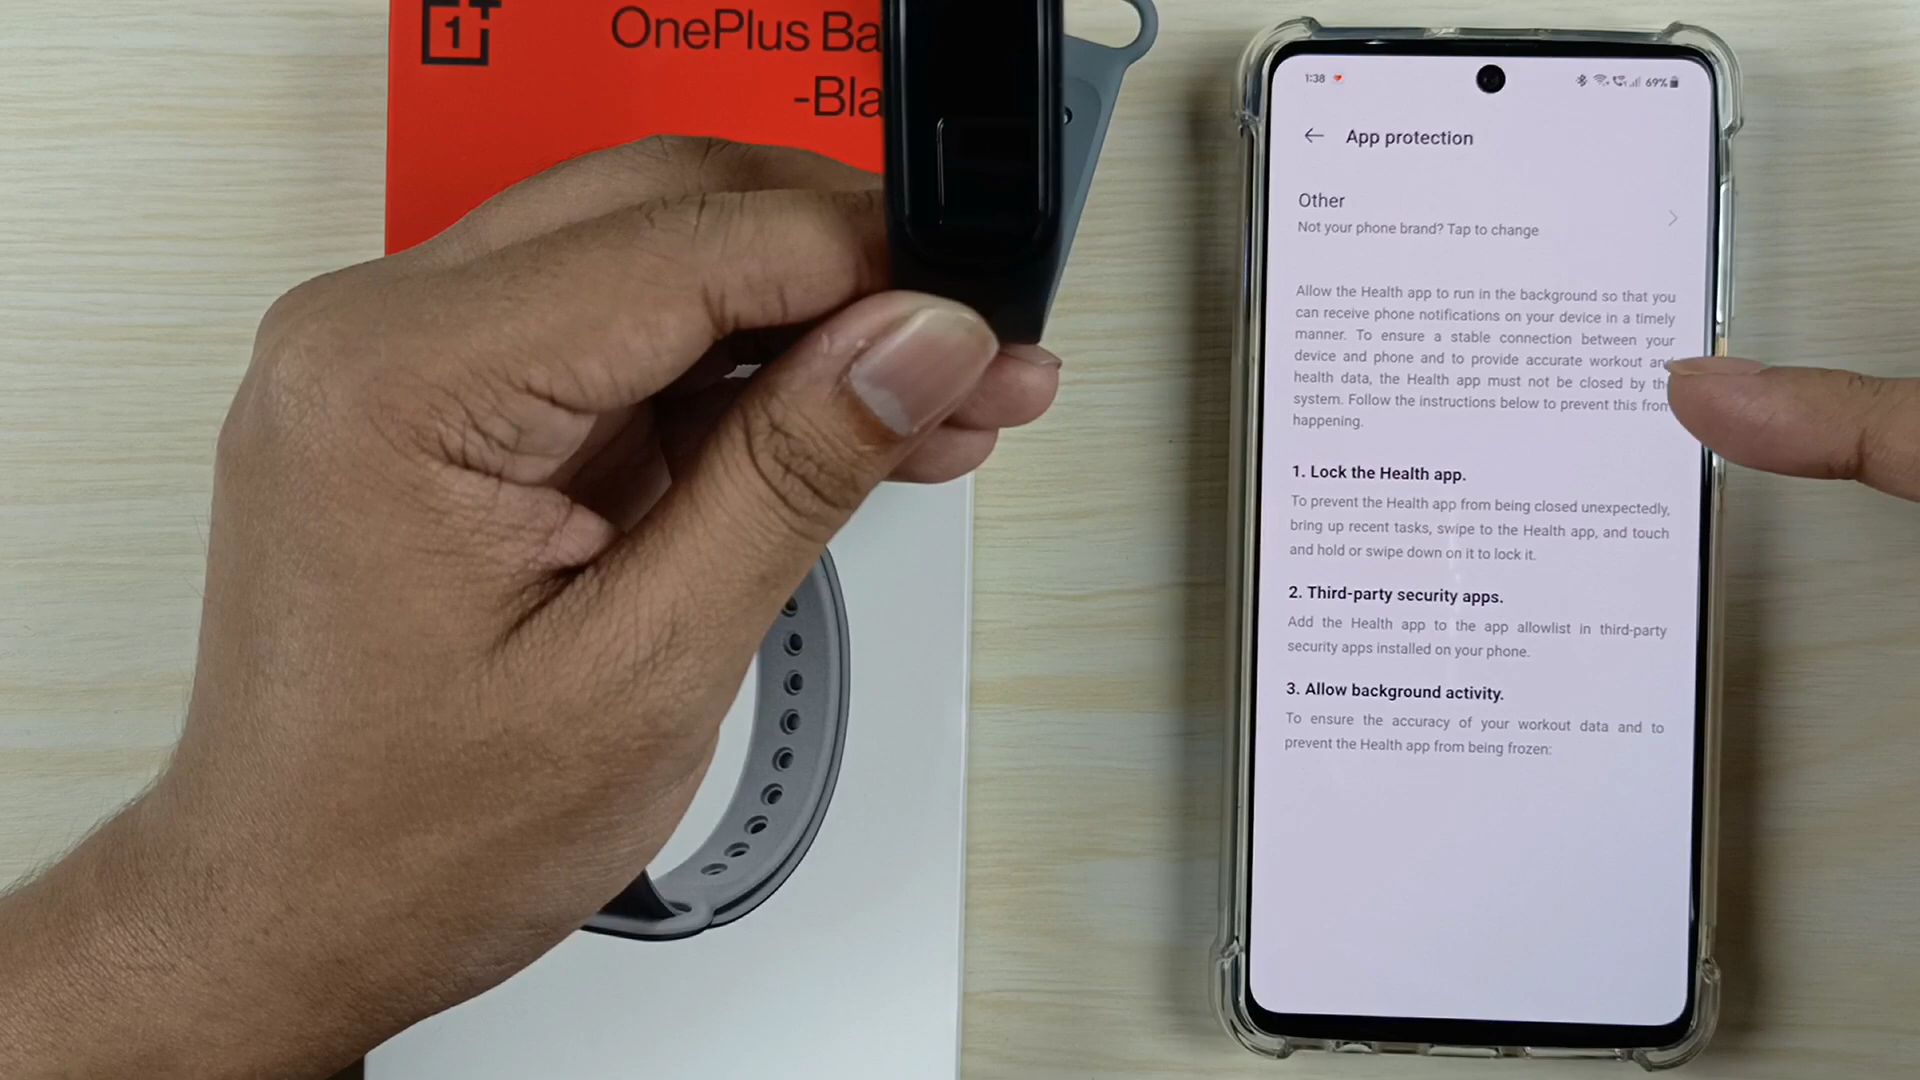 1
OnePlus Ba
-Bla
1:38
69%
App protection
Other
Not your phone brand? Tap to change
Allow the Health app to run in the background so that you
can receive phone notifications on your device in a timely
manner. To ensure a stable connection between your
device and phone and to provide accurate workout and
health data, the Health app must not be closed by the
system. Follow the instructions below to prevent this from
happening.
1. Lock the Health app.
To prevent the Health app from being closed unexpectedly,
bring up recent tasks, swipe to the Health app, and touch
and hold or swipe down on it to lock it.
2. Third-party security apps.
Add the Health app to the app allowlist in third-party
security apps installed on your phone.
3. Allow background activity.
To ensure the accuracy of your workout data and to
prevent the Health app from being frozen: